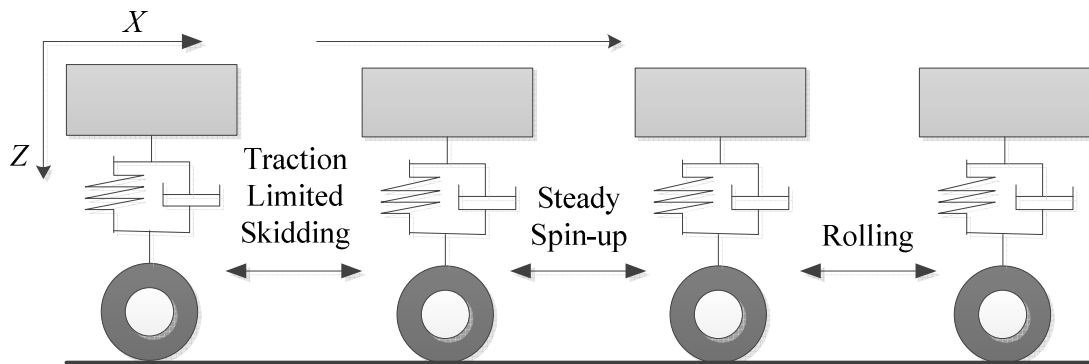 X
Z
Traction
Limited
Skidding
Steady
Spin-up
Rolling